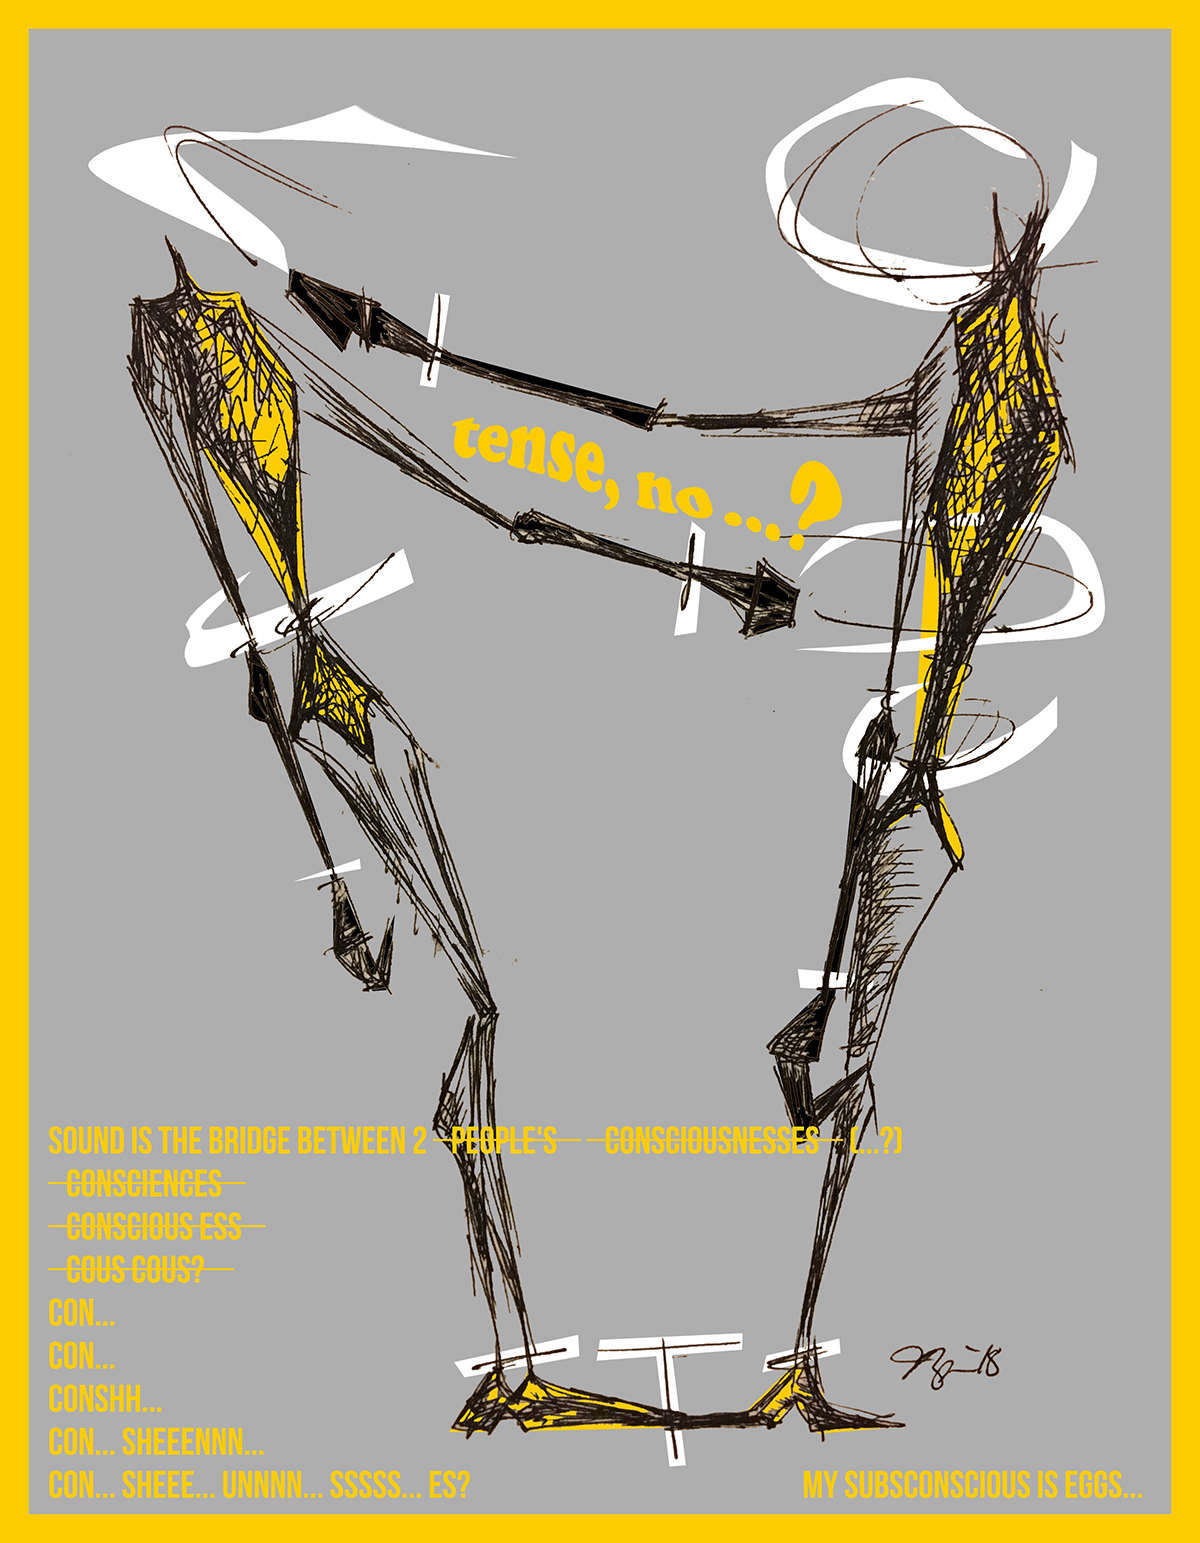 tense, no ...?
SOUND IS THE BRIDGE BETWEEN 2 PEOPLE'S CONSCIOUSNESSES (...?)
CONSCIENCES
CONSCIOUS ESS
COUS COUS?
CON...
CON...
CONSHH...
CON... SHEEENNN...
CON... SHEEE... UNNNN... SSSSS... ES?
MY SUBSCONSCIOUS IS EGGS...
18